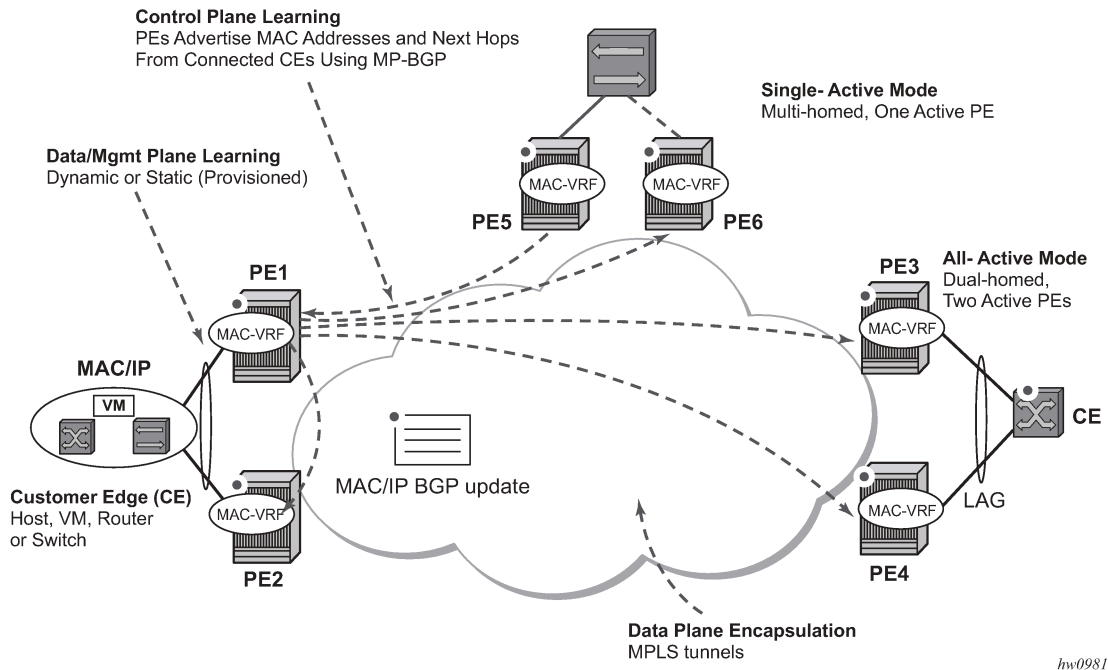 Control Plane Learning
PEs Advertise MAC Addresses and Next Hops
From Connected CEs Using MP-BGP
Single- Active Mode
Multi-homed, One Active PE
Data/Mgmt Plane Learning
Dynamic or Static (Provisioned)
MAC-VRF
MAC-VRF
PE5
PE6
PE1
MAC-VRF
PE3
MAC-VRF
All- Active Mode
Dual-homed,
Two Active PEs
MAC/IP
VM
CE
MAC/IP BGP update
Customer Edge (CE)
Host, VM, Router
or Switch
MAC-VRF
PE2
MAC-VRF
PE4
LAG
Data Plane Encapsulation
MPLS tunnels
hw0981